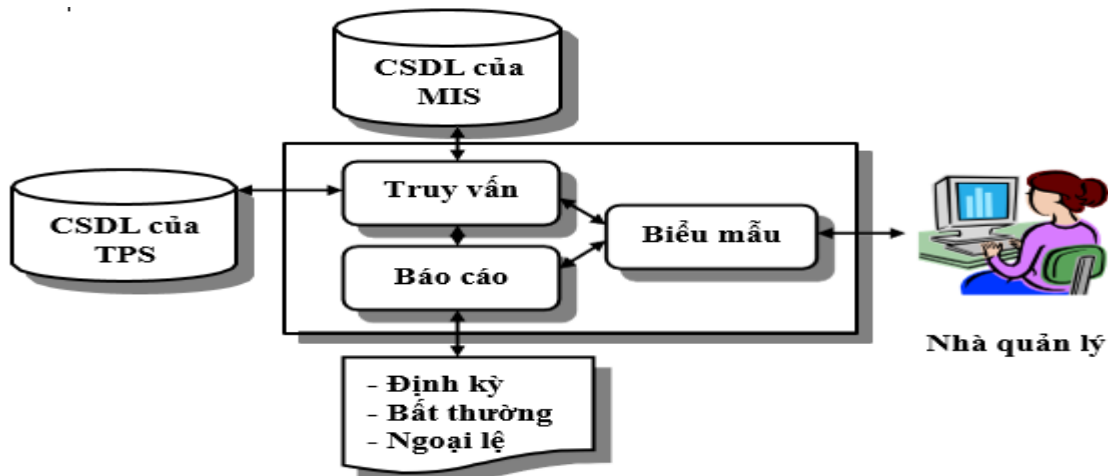 CSDL của
MIS
Truy vấn
CSDL của
TPS
Biểu mẫu
Báo cáo
Nhà quản lý
- Định kỳ
- Bất thường
- Ngoại lệ